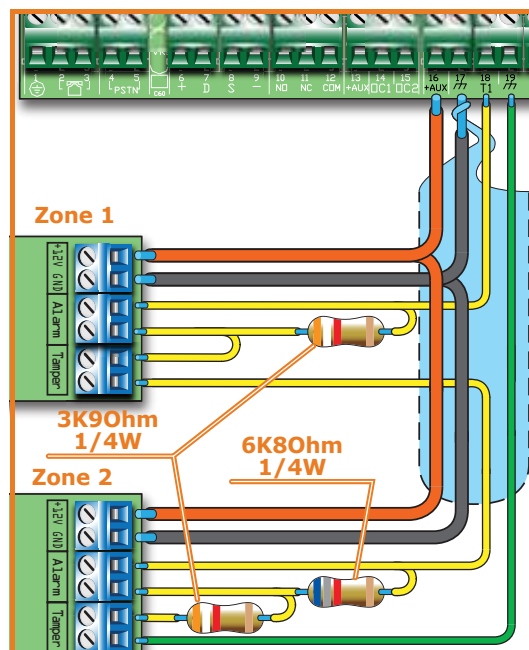 1 2 3 4 5 6 7 8 9 10 11 12 13 14 15 16 17 18 19
PSTN C60 + D S - NO NC COM +AUX OC1 OC2 +AUX T1
Zone 1
+12V GND
Alarm
Tamper
3K9Ohm
1/4W
6K8Ohm
1/4W
Zone 2
+12V GND
Alarm
Tamper